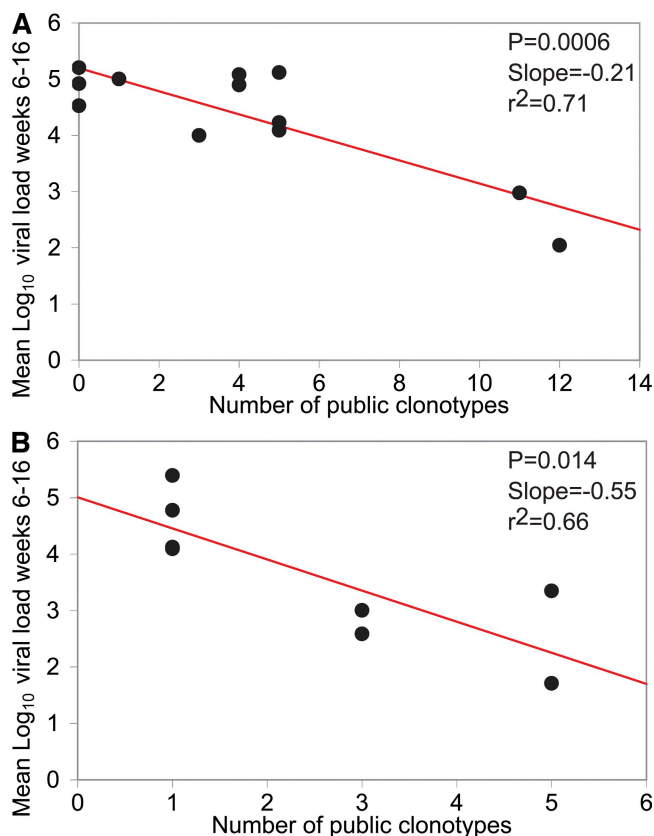 A
Mean Log₁₀ viral load weeks 6-16
6
5
4
3
2
1
0
P=0.0006
Slope=-0.21
r²=0.71
0 2 4 6 8 10 12 14
Number of public clonotypes
B
Mean Log₁₀ viral load weeks 6-16
6
5
4
3
2
1
0
P=0.014
Slope=-0.55
r²=0.66
0 1 2 3 4 5 6
Number of public clonotypes